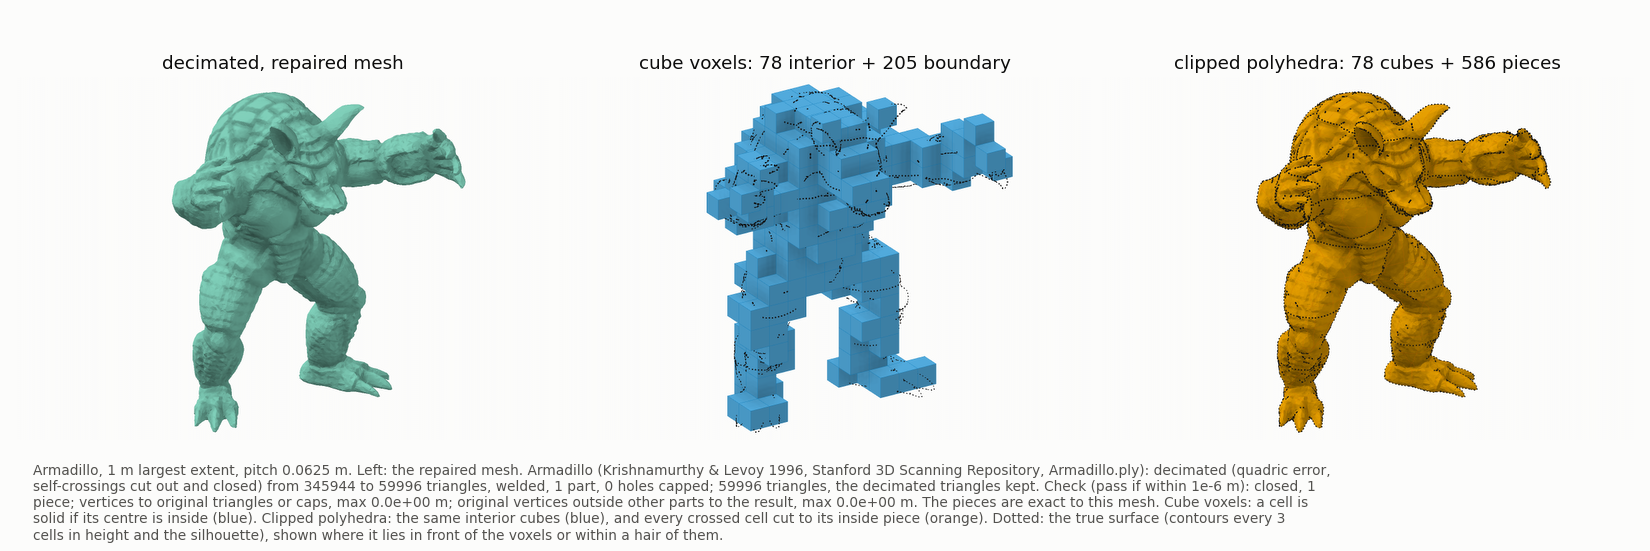 decimated, repaired mesh
cube voxels: 78 interior + 205 boundary
clipped polyhedra: 78 cubes + 586 pieces
Armadillo, 1 m largest extent, pitch 0.0625 m. Left: the repaired mesh. Armadillo (Krishnamurthy & Levoy 1996, Stanford 3D Scanning Repository, Armadillo.ply): decimated (quadric error,
self-crossings cut out and closed) from 345944 to 59996 triangles, welded, 1 part, 0 holes capped; 59996 triangles, the decimated triangles kept. Check (pass if within 1e-6 m): closed, 1
piece; vertices to original triangles or caps, max 0.0e+00 m; original vertices outside other parts to the result, max 0.0e+00 m. The pieces are exact to this mesh. Cube voxels: a cell is
solid if its centre is inside (blue). Clipped polyhedra: the same interior cubes (blue), and every crossed cell cut to its inside piece (orange). Dotted: the true surface (contours every 3
cells in height and the silhouette), shown where it lies in front of the voxels or within a hair of them.